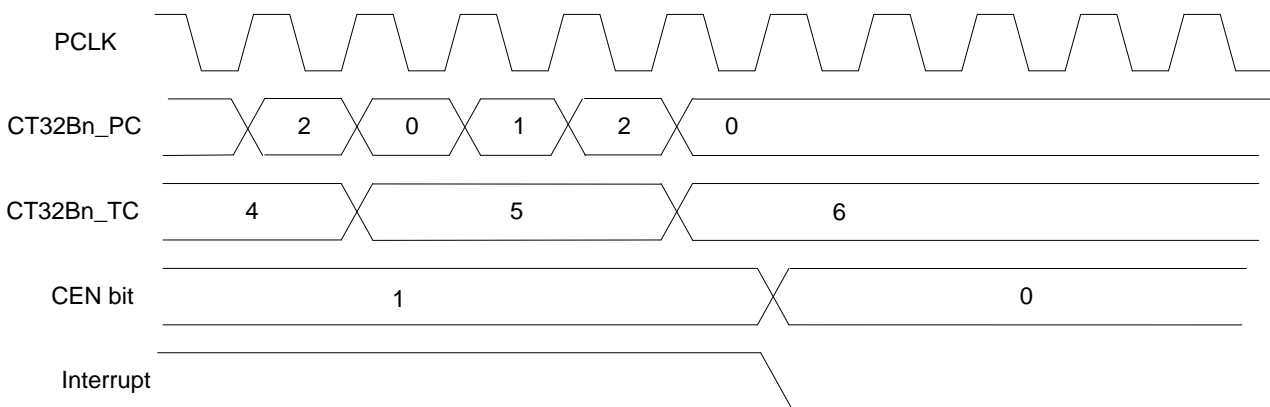 PCLK
CT32Bn_PC 2 0 1 2 0
CT32Bn_TC 4 5 6
CEN bit 1 0
Interrupt